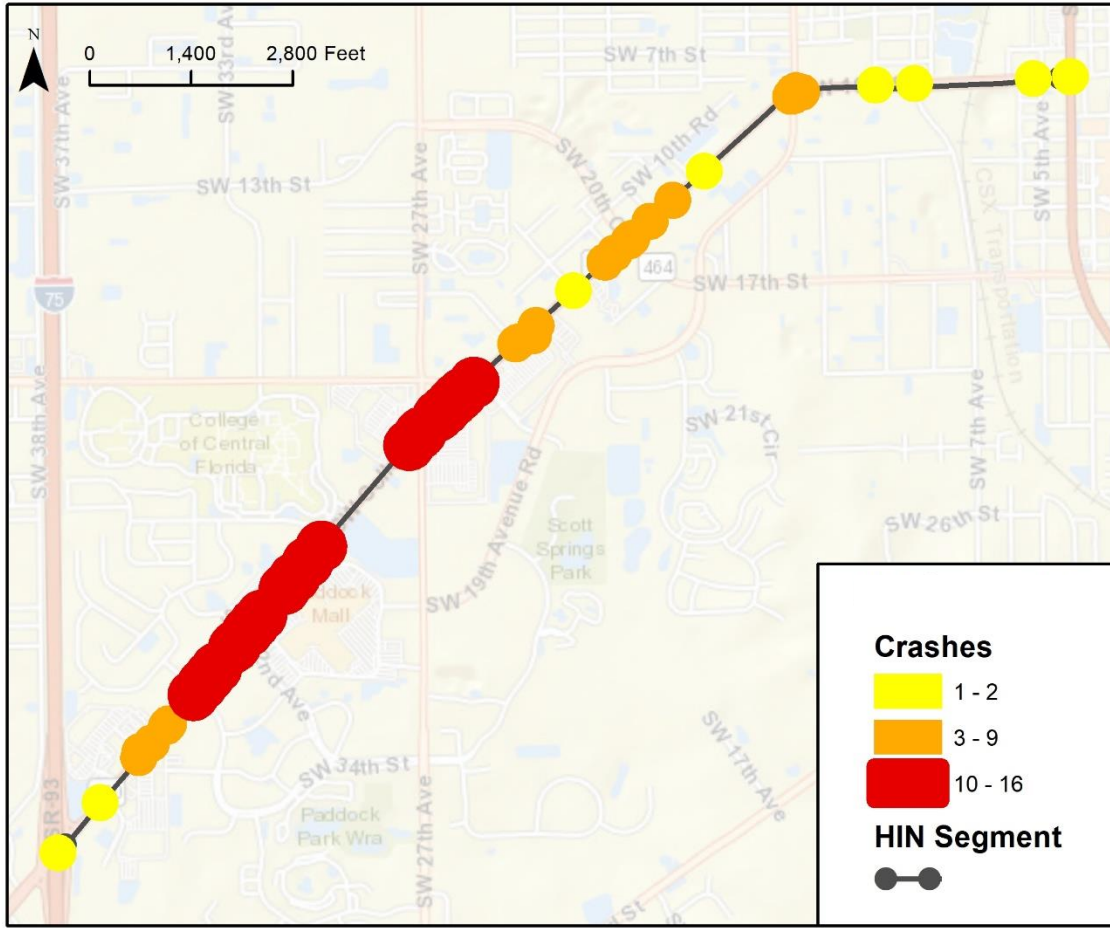 N
0 1,400 2,800 Feet
SW 33rd Ave
SW 37th Ave
SW 7th St
SW 10th Rd
SW 20th
SW 13th St
SW 27th Ave
SW 5th Ave
CSX Transportation
464
SW 17th St
75
SW 38th Ave
College
of Central
Florida
SW 21st Cir
SW 7th Ave
SW 26th St
Scott
Springs
Park
SW 19th Avenue Rd
Mall
2nd Ave
SW 34th St
SW 17th Ave
Paddock
Park Wra
SW 27th Ave
SR-93
St
Crashes
1 - 2
3 - 9
10 - 16
HIN Segment